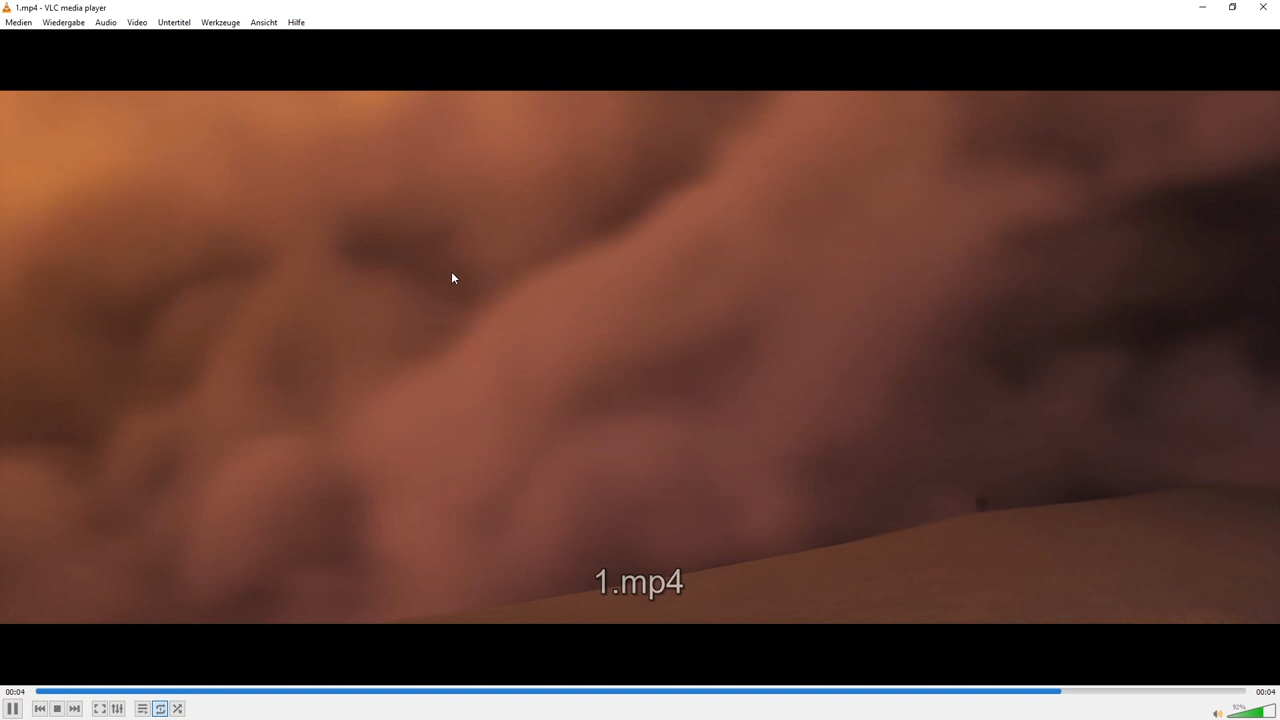 1.mp4 - VLC media player
Medien Wiedergabe Audio Video Untertitel Werkzeuge Ansicht Hilfe
1.mp4
00:04 00:04
92%